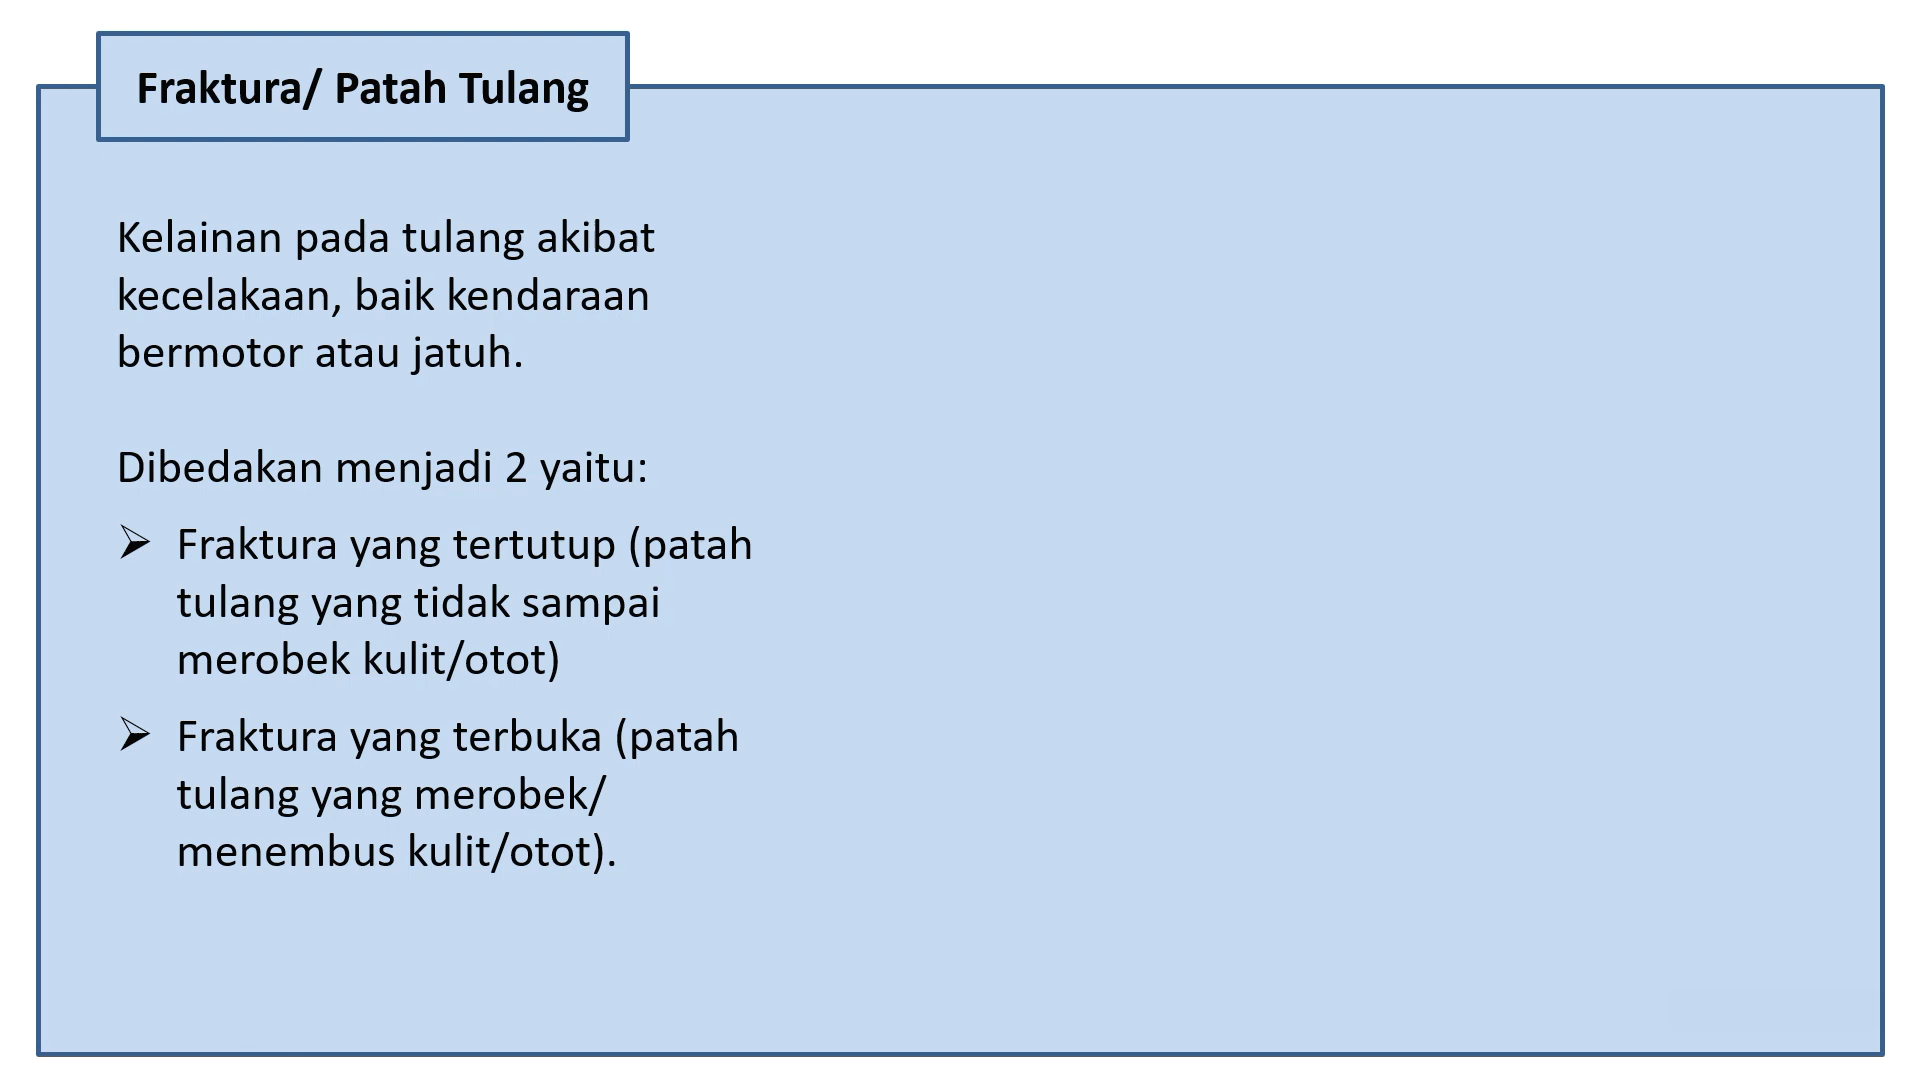 Fraktura/ Patah Tulang
Kelainan pada tulang akibat
kecelakaan, baik kendaraan
bermotor atau jatuh.
Dibedakan menjadi 2 yaitu:
➢ Fraktura yang tertutup (patah
tulang yang tidak sampai
merobek kulit/otot)
➢ Fraktura yang terbuka (patah
tulang yang merobek/
menembus kulit/otot).